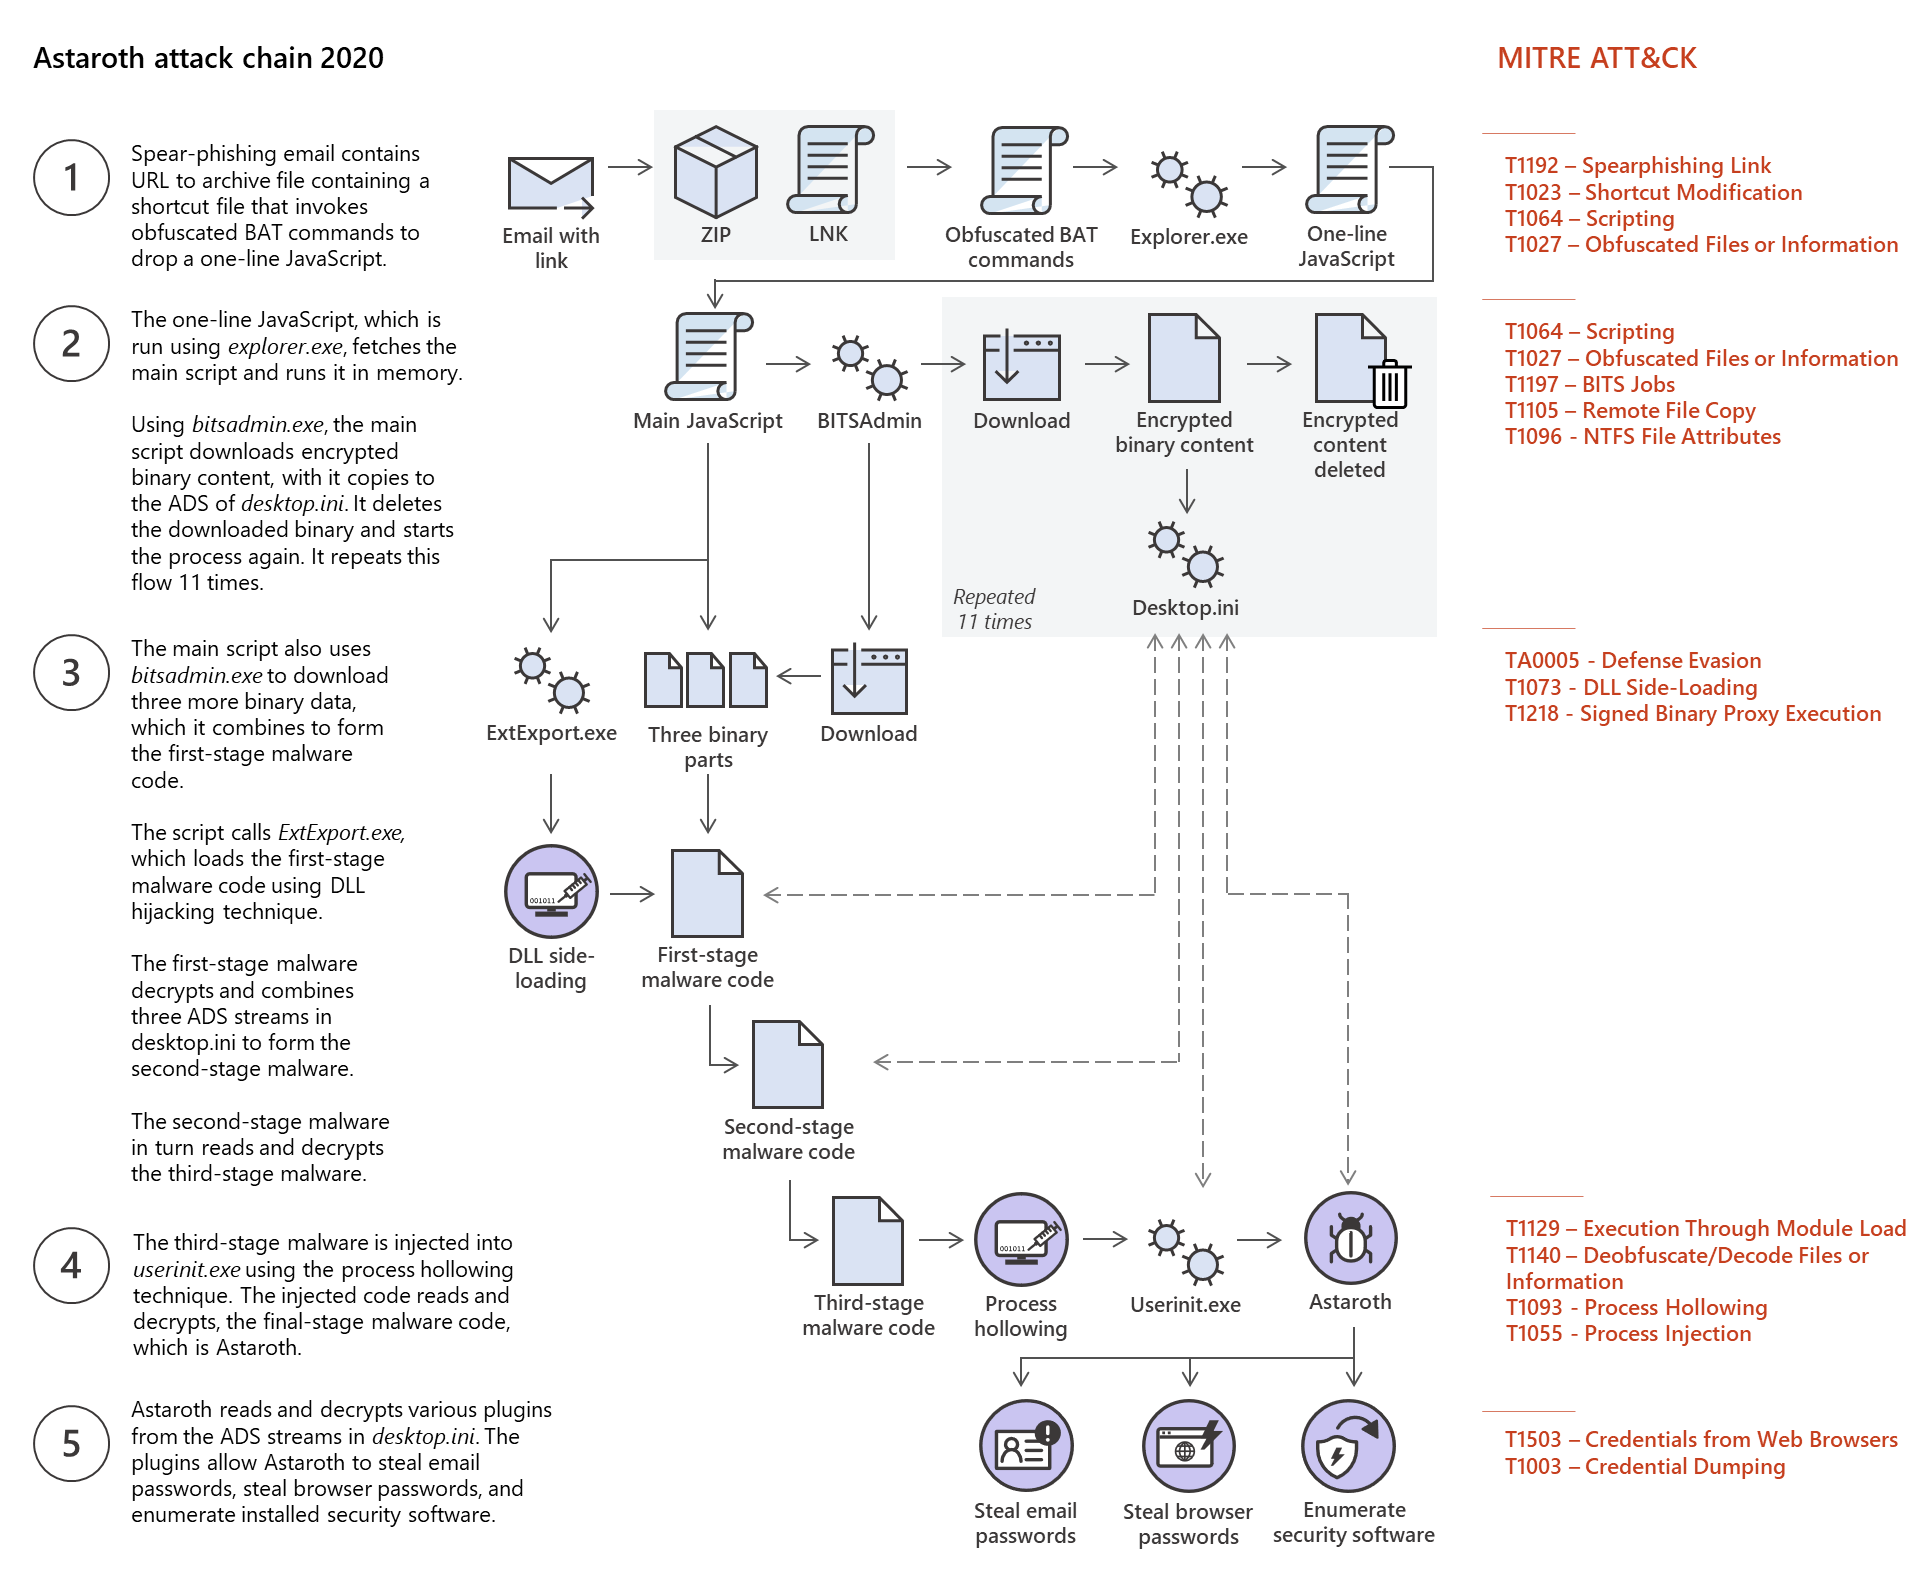 Astaroth attack chain 2020
MITRE ATT&CK
1
Spear-phishing email contains
URL to archive file containing a
shortcut file that invokes
obfuscated BAT commands to
drop a one-line JavaScript.
Email with
link
ZIP
LNK
Obfuscated BAT
commands
Explorer.exe
One-line
JavaScript
T1192 – Spearphishing Link
T1023 – Shortcut Modification
T1064 – Scripting
T1027 – Obfuscated Files or Information
2
The one-line JavaScript, which is
run using explorer.exe, fetches the
main script and runs it in memory.
Using bitsadmin.exe, the main
script downloads encrypted
binary content, with it copies to
the ADS of desktop.ini. It deletes
the downloaded binary and starts
the process again. It repeats this
flow 11 times.
Main JavaScript
BITSAdmin
Download
Encrypted
binary content
Encrypted
content
deleted
Desktop.ini
Repeated
11 times
T1064 – Scripting
T1027 – Obfuscated Files or Information
T1197 – BITS Jobs
T1105 – Remote File Copy
T1096 - NTFS File Attributes
3
The main script also uses
bitsadmin.exe to download
three more binary data,
which it combines to form
the first-stage malware
code.
The script calls ExtExport.exe,
which loads the first-stage
malware code using DLL
hijacking technique.
The first-stage malware
decrypts and combines
three ADS streams in
desktop.ini to form the
second-stage malware.
The second-stage malware
in turn reads and decrypts
the third-stage malware.
ExtExport.exe
Three binary
parts
Download
001011
DLL side-
loading
First-stage
malware code
Second-stage
malware code
TA0005 - Defense Evasion
T1073 - DLL Side-Loading
T1218 - Signed Binary Proxy Execution
4
The third-stage malware is injected into
userinit.exe using the process hollowing
technique. The injected code reads and
decrypts, the final-stage malware code,
which is Astaroth.
Third-stage
malware code
001011
Process
hollowing
Userinit.exe
Astaroth
T1129 – Execution Through Module Load
T1140 – Deobfuscate/Decode Files or
Information
T1093 - Process Hollowing
T1055 - Process Injection
5
Astaroth reads and decrypts various plugins
from the ADS streams in desktop.ini. The
plugins allow Astaroth to steal email
passwords, steal browser passwords, and
enumerate installed security software.
Steal email
passwords
Steal browser
passwords
Enumerate
security software
T1503 – Credentials from Web Browsers
T1003 – Credential Dumping